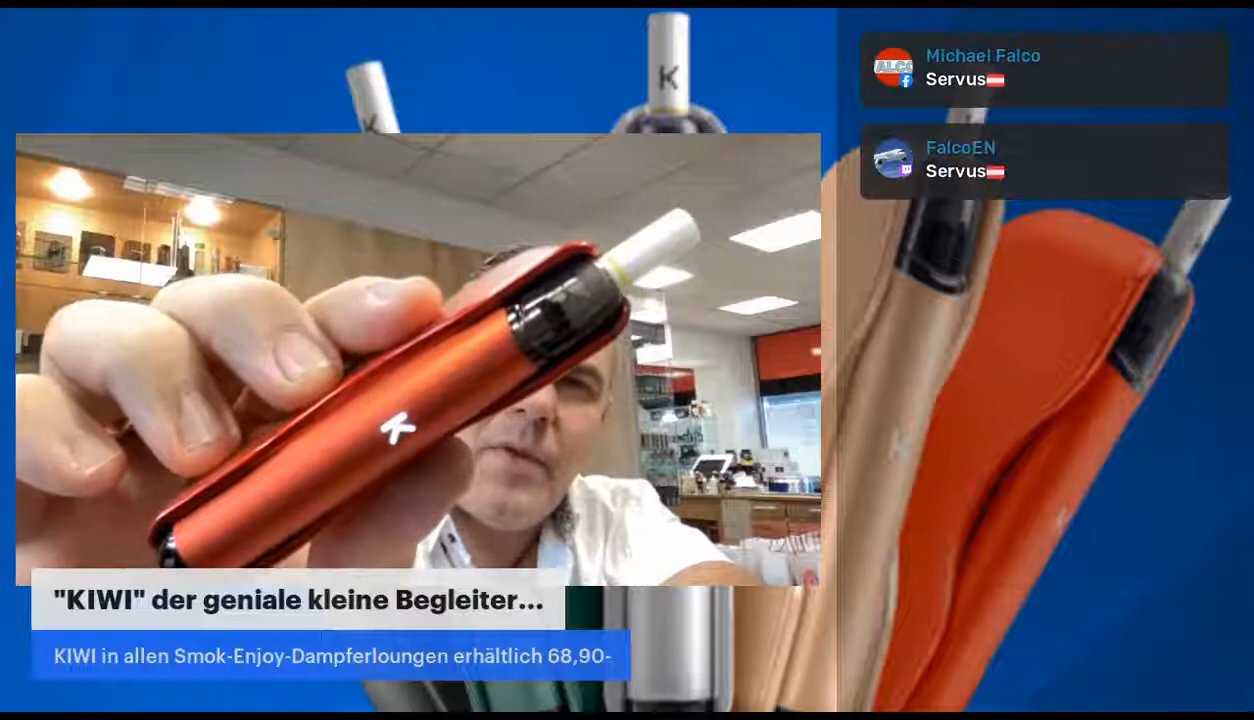 K
K
Michael Falco
Servus🇦🇹
FALCO
FalcoEN
Servus🇦🇹
K
"KIWI" der geniale kleine Begleiter...
KIWI in allen Smok-Enjoy-Dampferloungen erhältlich 68,90-